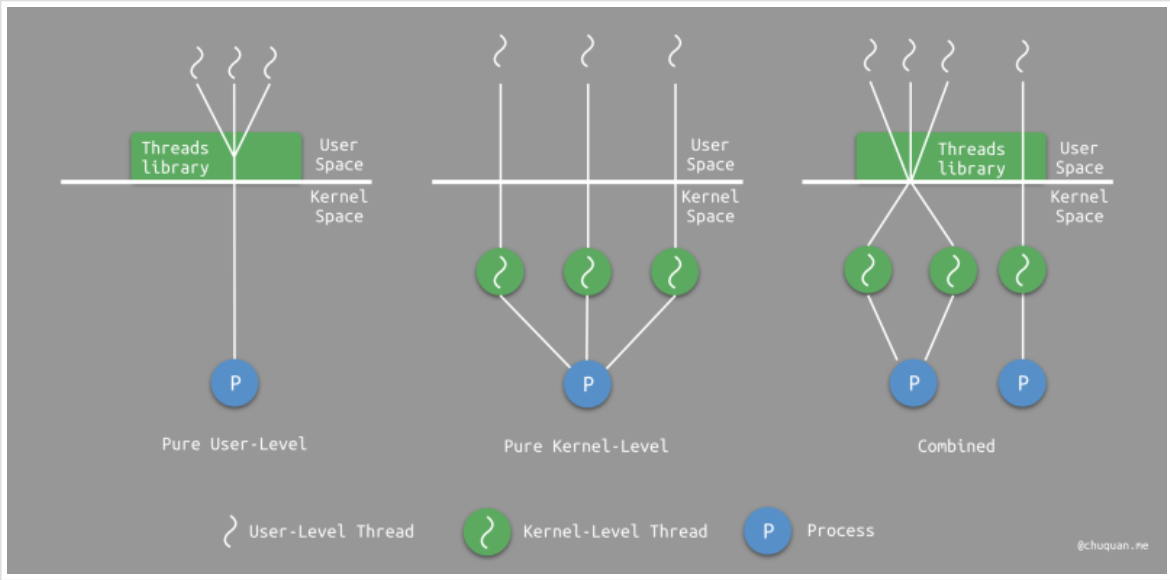 Threads
library
User
Space
Kernel
Space
P
Pure User-Level
User
Space
Kernel
Space
P
Pure Kernel-Level
Threads
library
User
Space
Kernel
Space
P
P
Combined
User-Level Thread
Kernel-Level Thread
P
Process
@chuquan.me